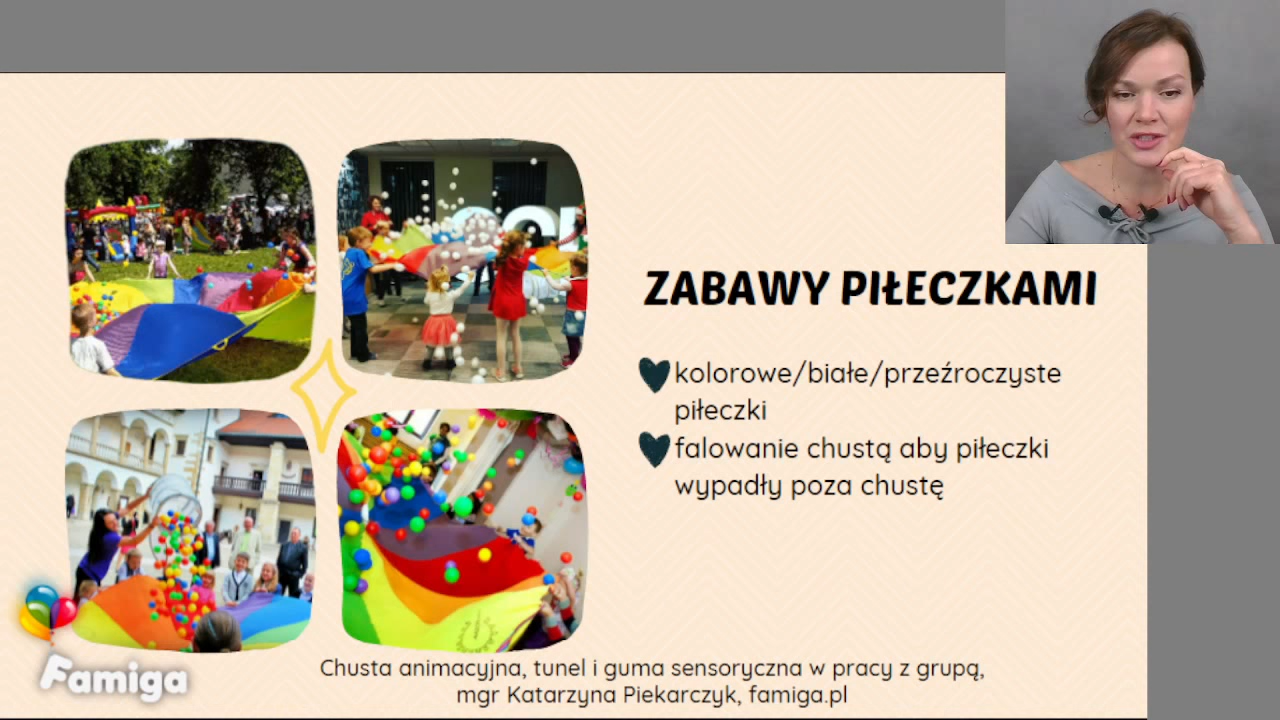 ZABAWY PIŁECZKAMI
kolorowe/białe/przeźroczyste
piłeczki
falowanie chustą aby piłeczki
wypadły poza chustę
Famiga
Chusta animacyjna, tunel i guma sensoryczna w pracy z grupą,
mgr Katarzyna Piekarczyk, famiga.pl